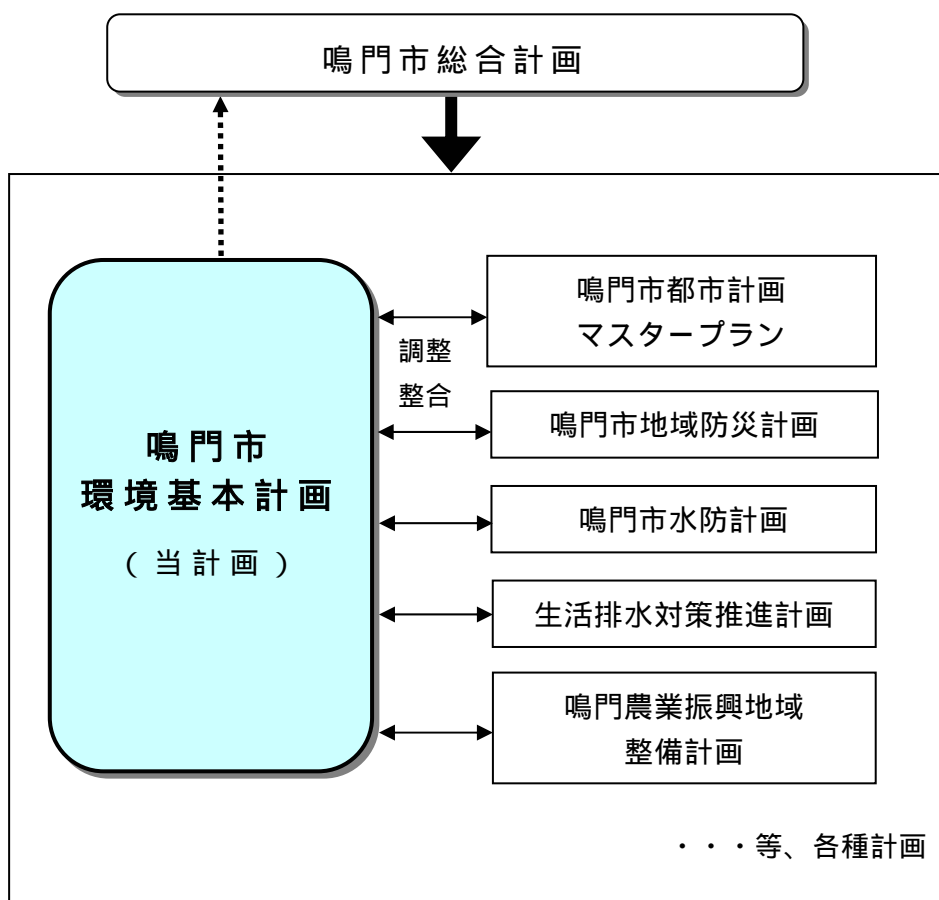 鳴門市総合計画
鳴門市
環境基本計画
(当計画)
調整
整合
鳴門市都市計画
マスタープラン
鳴門市地域防災計画
鳴門市水防計画
生活排水対策推進計画
鳴門農業振興地域
整備計画
・・・等、各種計画